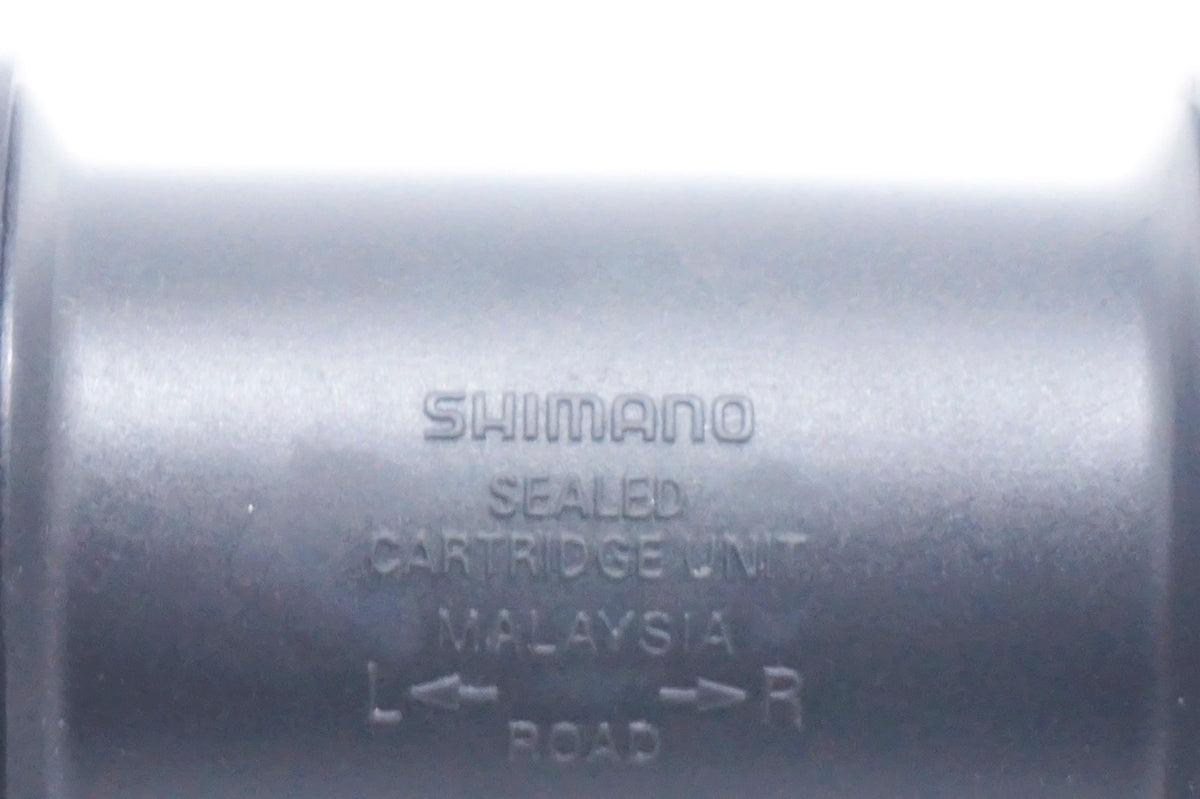 SHIMANO
SEALED
CARTRIDGE UNIT
MALAYSIA
L ← → R
ROAD